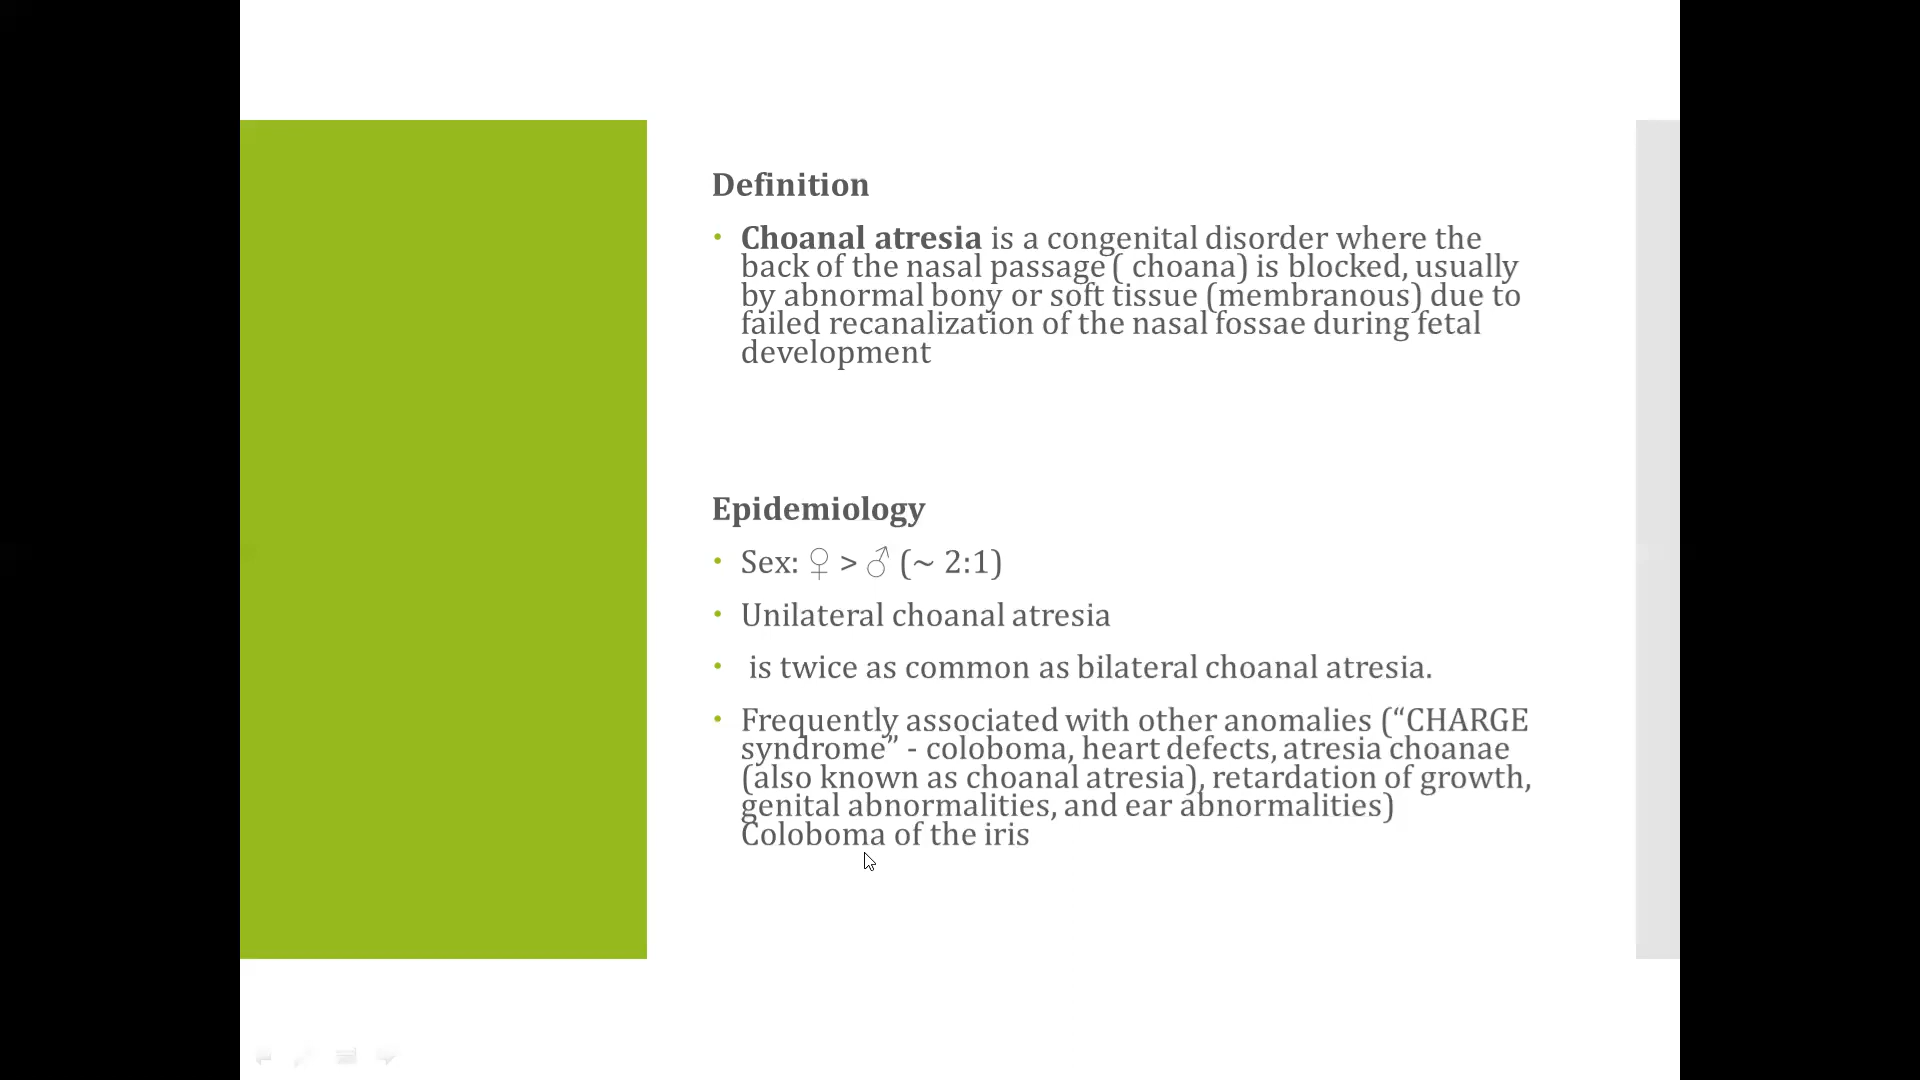 Definition
• Choanal atresia is a congenital disorder where the
back of the nasal passage ( choana) is blocked, usually
by abnormal bony or soft tissue (membranous) due to
failed recanalization of the nasal fossae during fetal
development
Epidemiology
• Sex: ♀ > ♂ (~ 2:1)
• Unilateral choanal atresia
• is twice as common as bilateral choanal atresia.
• Frequently associated with other anomalies (“CHARGE
syndrome” - coloboma, heart defects, atresia choanae
(also known as choanal atresia), retardation of growth,
genital abnormalities, and ear abnormalities)
Coloboma of the iris